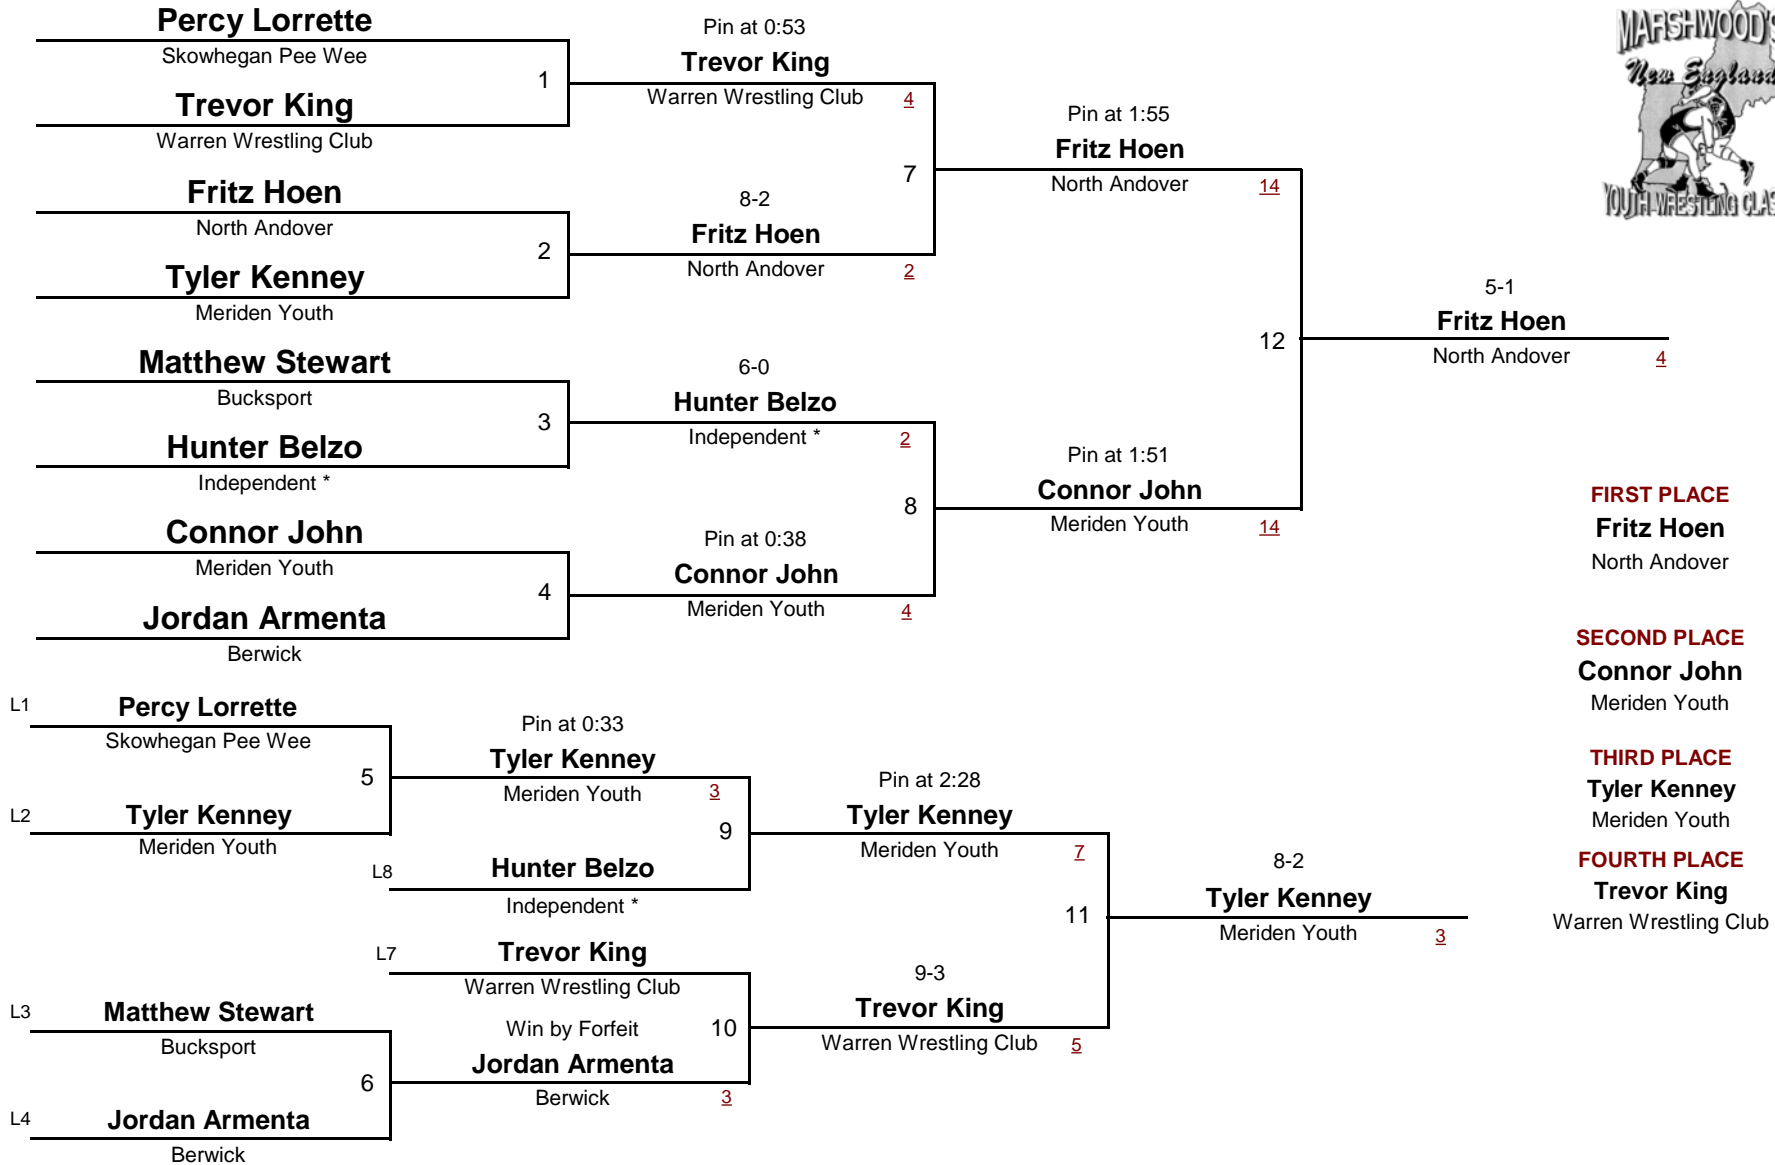 Percy Lorrette
Skowhegan Pee Wee
1
Trevor King
Warren Wrestling Club
Fritz Hoen
North Andover
2
Tyler Kenney
Meriden Youth
Matthew Stewart
Bucksport
3
Hunter Belzo
Independent *
Connor John
Meriden Youth
4
Jordan Armenta
Berwick
Pin at 0:53
Trevor King
Warren Wrestling Club 4
7
8-2
Fritz Hoen
North Andover 2
6-0
Hunter Belzo
Independent * 2
8
Pin at 0:38
Connor John
Meriden Youth 4
Pin at 1:55
Fritz Hoen
North Andover 14
12
Pin at 1:51
Connor John
Meriden Youth 14
5-1
Fritz Hoen
North Andover 4
MARSHWOOD'S
New England
YOUTH WRESTLING CLAS
FIRST PLACE
Fritz Hoen
North Andover
SECOND PLACE
Connor John
Meriden Youth
THIRD PLACE
Tyler Kenney
Meriden Youth
FOURTH PLACE
Trevor King
Warren Wrestling Club
L1 Percy Lorrette
Skowhegan Pee Wee
5
L2 Tyler Kenney
Meriden Youth
L3 Matthew Stewart
Bucksport
6
L4 Jordan Armenta
Berwick
Pin at 0:33
Tyler Kenney
Meriden Youth 3
9
L8 Hunter Belzo
Independent *
L7 Trevor King
Warren Wrestling Club
Win by Forfeit 10
Jordan Armenta
Berwick 3
Pin at 2:28
Tyler Kenney
Meriden Youth 7
11
9-3
Trevor King
Warren Wrestling Club 5
8-2
Tyler Kenney
Meriden Youth 3